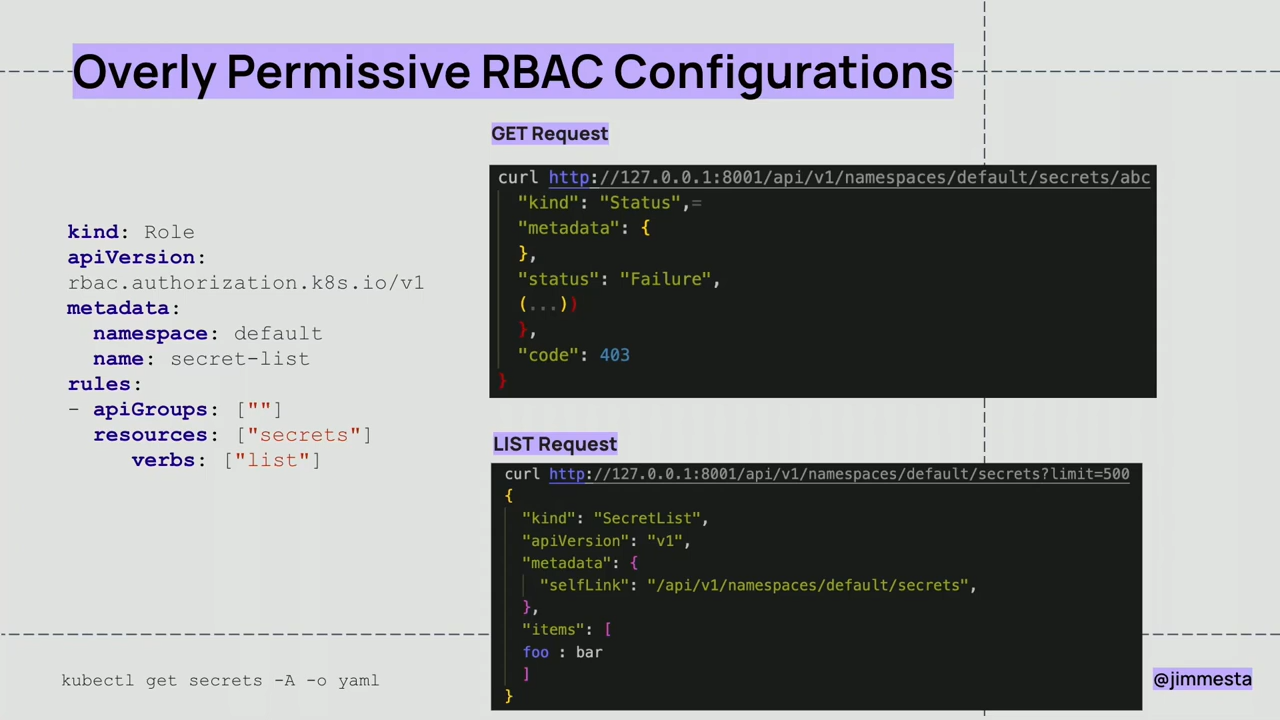 Overly Permissive RBAC Configurations
kind: Role
apiVersion:
rbac.authorization.k8s.io/v1
metadata:
  namespace: default
  name: secret-list
rules:
- apiGroups: [""]
  resources: ["secrets"]
     verbs: ["list"]
kubectl get secrets -A -o yaml
GET Request
curl http://127.0.0.1:8001/api/v1/namespaces/default/secrets/abc
  "kind": "Status",=
  "metadata": {
  },
  "status": "Failure",
  (...))
  },
  "code": 403
}
LIST Request
curl http://127.0.0.1:8001/api/v1/namespaces/default/secrets?limit=500
{
  "kind": "SecretList",
  "apiVersion": "v1",
  "metadata": {
    "selfLink": "/api/v1/namespaces/default/secrets",
  },
  "items": [
  foo : bar
  ]
}
@jimmesta